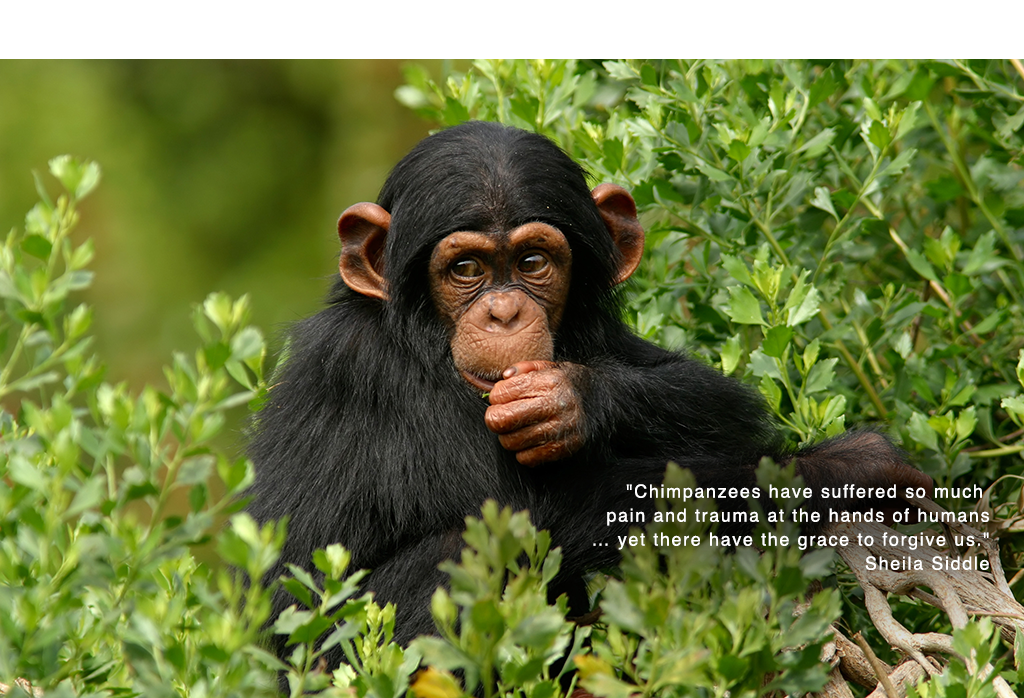 "Chimpanzees have suffered so much
pain and trauma at the hands of humans
... yet there have the grace to forgive us."
Sheila Siddle